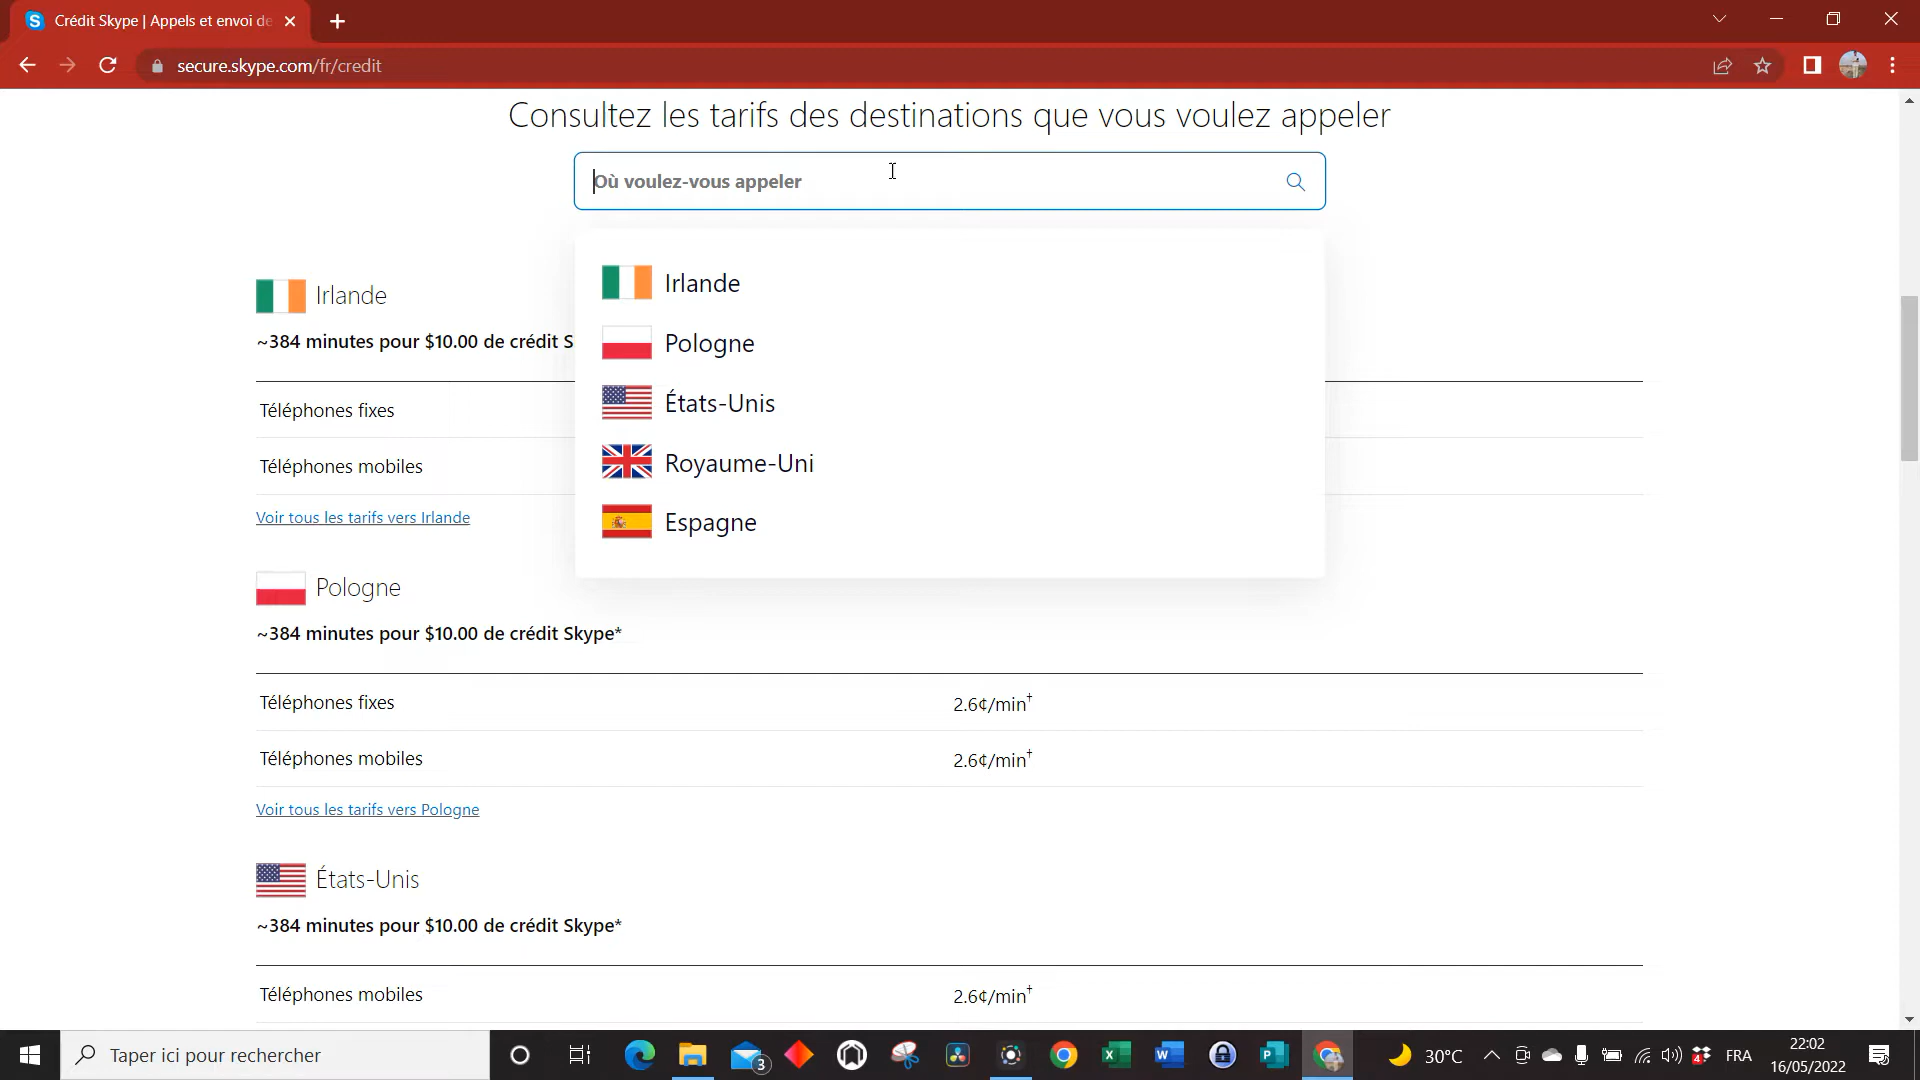 Crédit Skype | Appels et envoi de
secure.skype.com/fr/credit
Consultez les tarifs des destinations que vous voulez appeler
Où voulez-vous appeler
Irlande
Pologne
États-Unis
Royaume-Uni
Espagne
Irlande
~384 minutes pour $10.00 de crédit S
Téléphones fixes
Téléphones mobiles
Voir tous les tarifs vers Irlande
Pologne
~384 minutes pour $10.00 de crédit Skype*
Téléphones fixes 2.6¢/min†
Téléphones mobiles 2.6¢/min†
Voir tous les tarifs vers Pologne
États-Unis
~384 minutes pour $10.00 de crédit Skype*
Téléphones mobiles 2.6¢/min†
Taper ici pour rechercher
3
30°C
4
FRA
22:02
16/05/2022